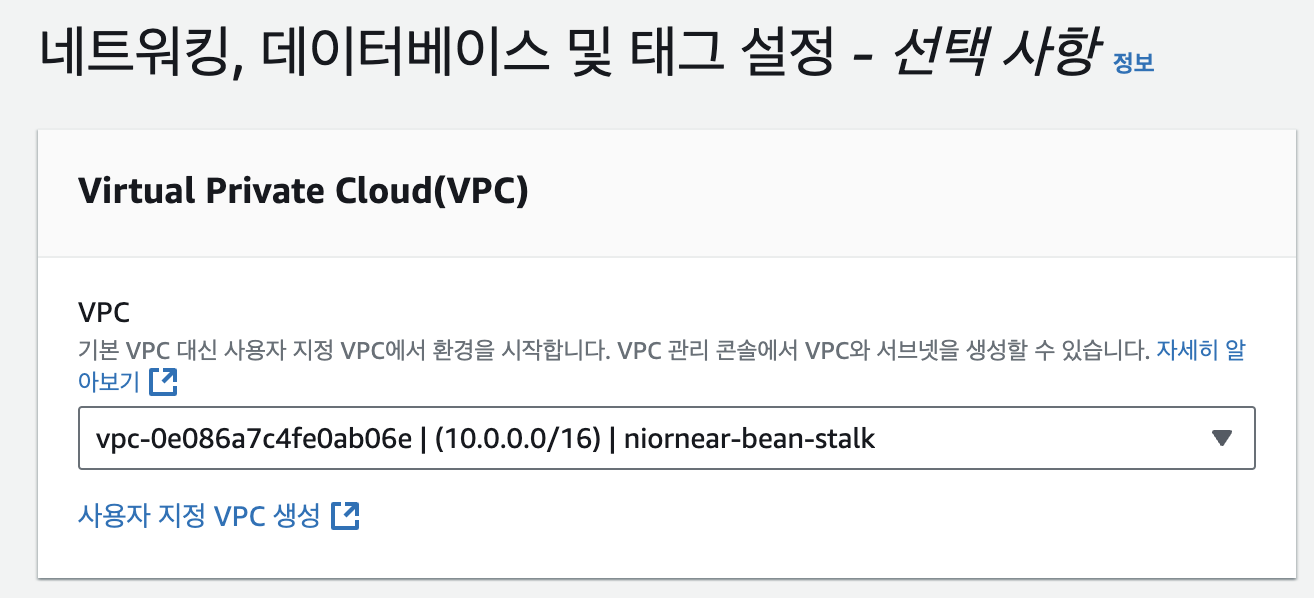 네트워킹, 데이터베이스 및 태그 설정 - 선택 사항 정보
Virtual Private Cloud(VPC)
VPC
기본 VPC 대신 사용자 지정 VPC에서 환경을 시작합니다. VPC 관리 콘솔에서 VPC와 서브넷을 생성할 수 있습니다. 자세히 알
아보기
vpc-0e086a7c4fe0ab06e | (10.0.0.0/16) | niornear-bean-stalk
사용자 지정 VPC 생성